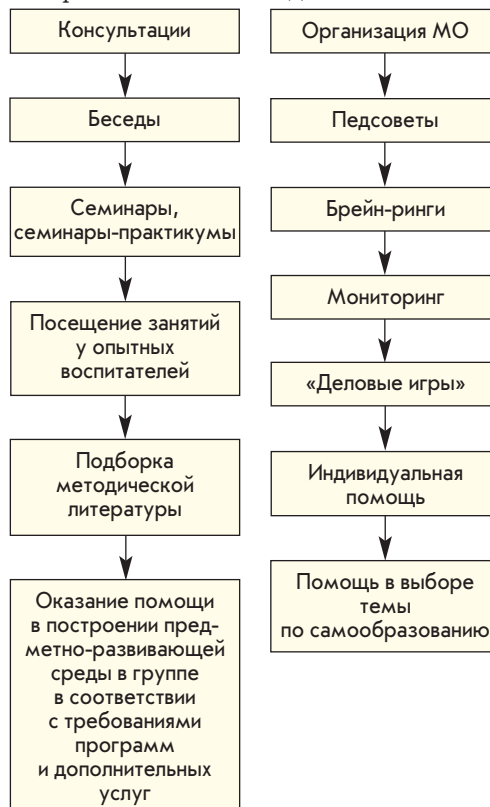 Консультации
Беседы
Семинары,
семинары-практикумы
Посещение занятий
у опытных
воспитателей
Подборка
методической
литературы
Оказание помощи
в построении пред-
метно-развивающей
среды в группе
в соответствии
с требованиями
программ
и дополнительных
услуг
Организация МО
Педсоветы
Брейн-ринги
Мониторинг
«Деловые игры»
Индивидуальная
помощь
Помощь в выборе
темы
по самообразованию